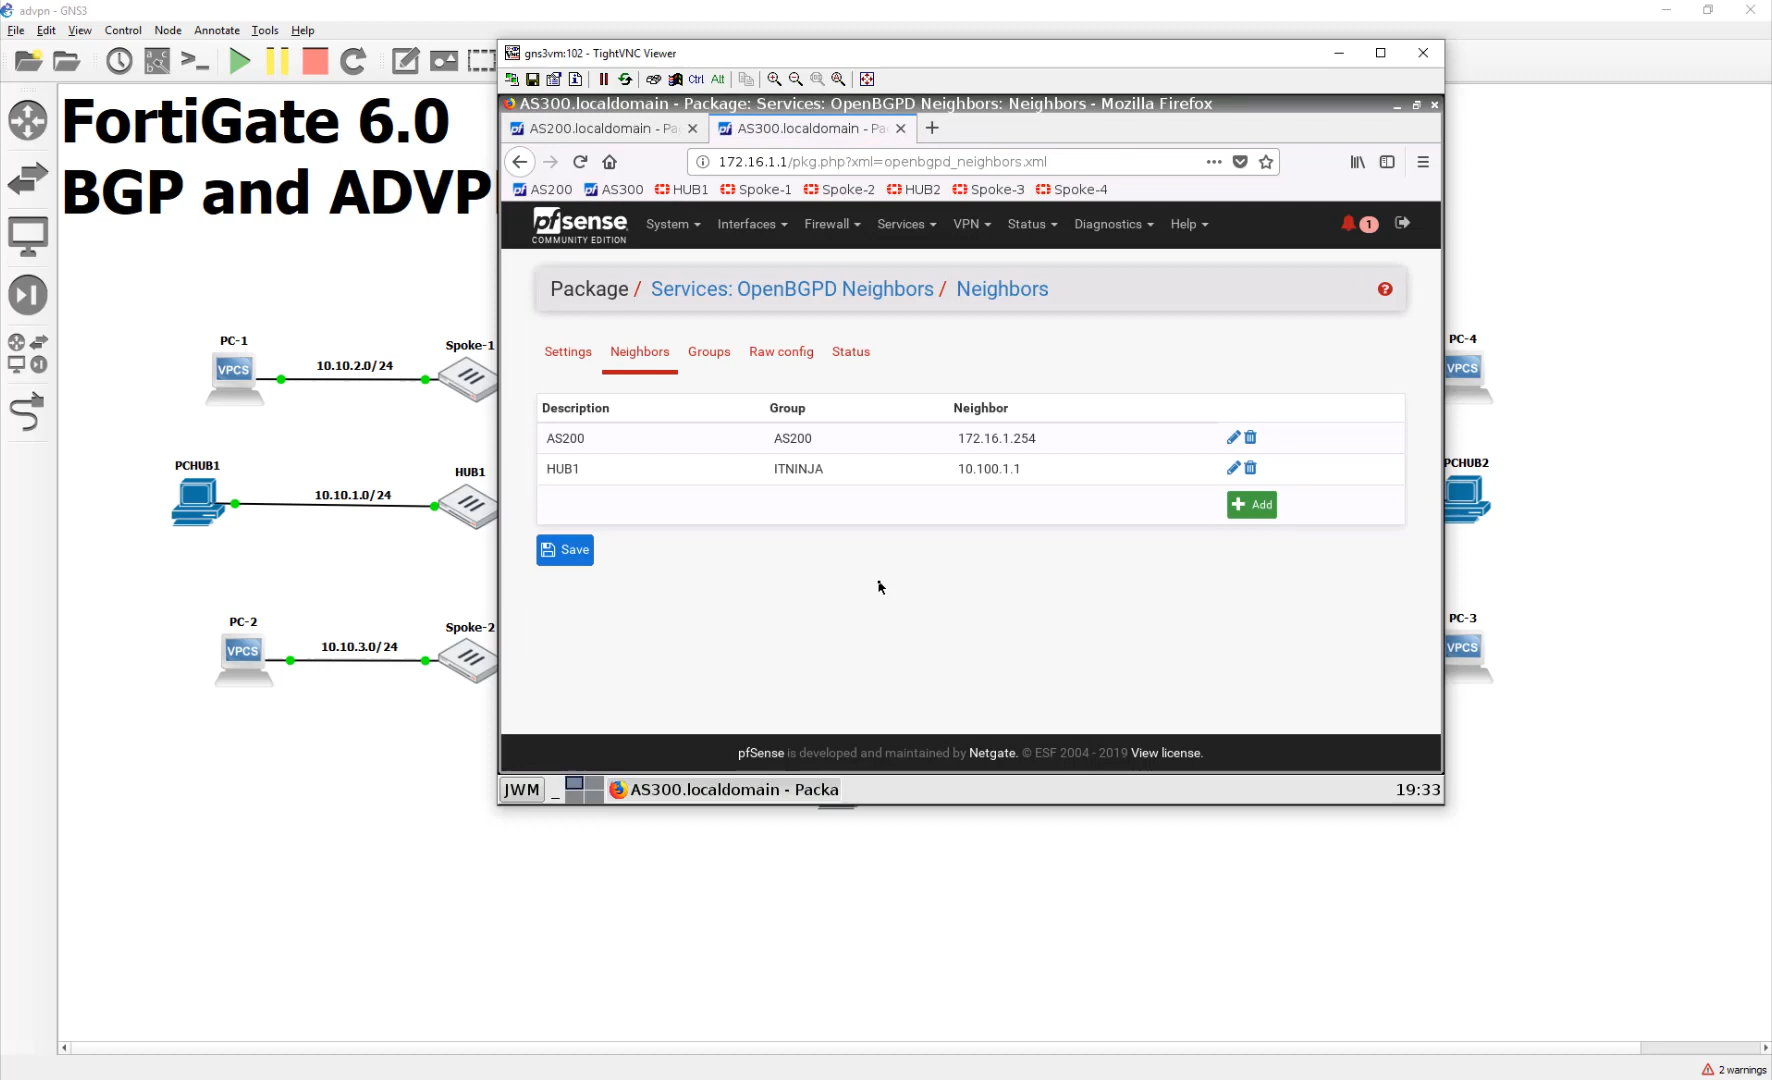 advpn - GNS3
File Edit View Control Node Annotate Tools Help
FortiGate 6.0
BGP and ADVP
gns3vm:102 - TightVNC Viewer
Ctrl Alt
AS300.localdomain - Package: Services: OpenBGPD Neighbors: Neighbors - Mozilla Firefox
AS200.localdomain - Pa
AS300.localdomain - Pa
172.16.1.1/pkg.php?xml=openbgpd_neighbors.xml
AS200 AS300 HUB1 Spoke-1 Spoke-2 HUB2 Spoke-3 Spoke-4
pfsense
COMMUNITY EDITION
System Interfaces Firewall Services VPN Status Diagnostics Help
1
Package / Services: OpenBGPD Neighbors / Neighbors
Settings Neighbors Groups Raw config Status
Description Group Neighbor
AS200 AS200 172.16.1.254
HUB1 ITNINJA 10.100.1.1
Add
Save
pfSense is developed and maintained by Netgate. © ESF 2004 - 2019 View license.
JWM
AS300.localdomain - Packa
19:33
PC-1
VPCS
10.10.2.0/24
Spoke-1
PCHUB1
10.10.1.0/24
HUB1
PC-2
VPCS
10.10.3.0/24
Spoke-2
PC-4
VPCS
PCHUB2
PC-3
VPCS
2 warnings